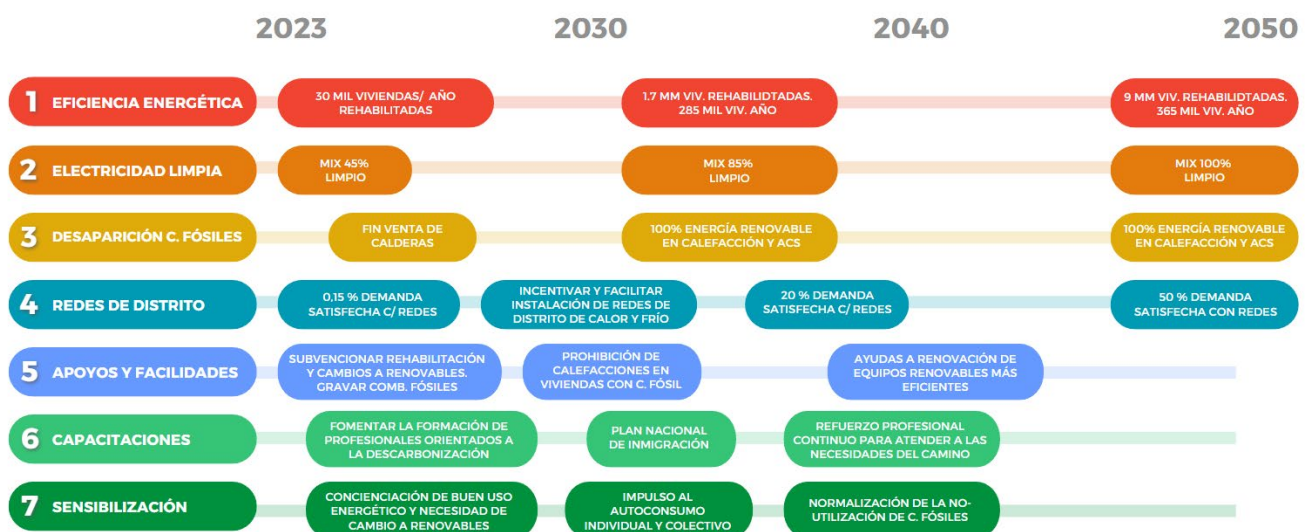 2023 2030 2040 2050
1 EFICIENCIA ENERGÉTICA
30 MIL VIVIENDAS/ AÑO
REHABILITADAS
1.7 MM VIV. REHABILIDTADAS.
285 MIL VIV. AÑO
9 MM VIV. REHABILIDTADAS.
365 MIL VIV. AÑO
2 ELECTRICIDAD LIMPIA
MIX 45%
LIMPIO
MIX 85%
LIMPIO
MIX 100%
LIMPIO
3 DESAPARICIÓN C. FÓSILES
FIN VENTA DE
CALDERAS
100% ENERGÍA RENOVABLE
EN CALEFACCIÓN Y ACS
100% ENERGÍA RENOVABLE
EN CALEFACCIÓN Y ACS
4 REDES DE DISTRITO
0,15 % DEMANDA
SATISFECHA C/ REDES
INCENTIVAR Y FACILITAR
INSTALACIÓN DE REDES DE
DISTRITO DE CALOR Y FRÍO
20 % DEMANDA
SATISFECHA C/ REDES
50 % DEMANDA
SATISFECHA CON REDES
5 APOYOS Y FACILIDADES
SUBVENCIONAR REHABILITACIÓN
Y CAMBIOS A RENOVABLES.
GRAVAR COMB. FÓSILES
PROHIBICIÓN DE
CALEFACCIONES EN
VIVIENDAS CON C. FÓSIL
AYUDAS A RENOVACIÓN DE
EQUIPOS RENOVABLES MÁS
EFICIENTES
6 CAPACITACIONES
FOMENTAR LA FORMACIÓN DE
PROFESIONALES ORIENTADOS A
LA DESCARBONIZACIÓN
PLAN NACIONAL
DE INMIGRACIÓN
REFUERZO PROFESIONAL
CONTINUO PARA ATENDER A LAS
NECESIDADES DEL CAMINO
7 SENSIBILIZACIÓN
CONCIENCIACIÓN DE BUEN USO
ENERGÉTICO Y NECESIDAD DE
CAMBIO A RENOVABLES
IMPULSO AL
AUTOCONSUMO
INDIVIDUAL Y COLECTIVO
NORMALIZACIÓN DE LA NO-
UTILIZACIÓN DE C. FÓSILES